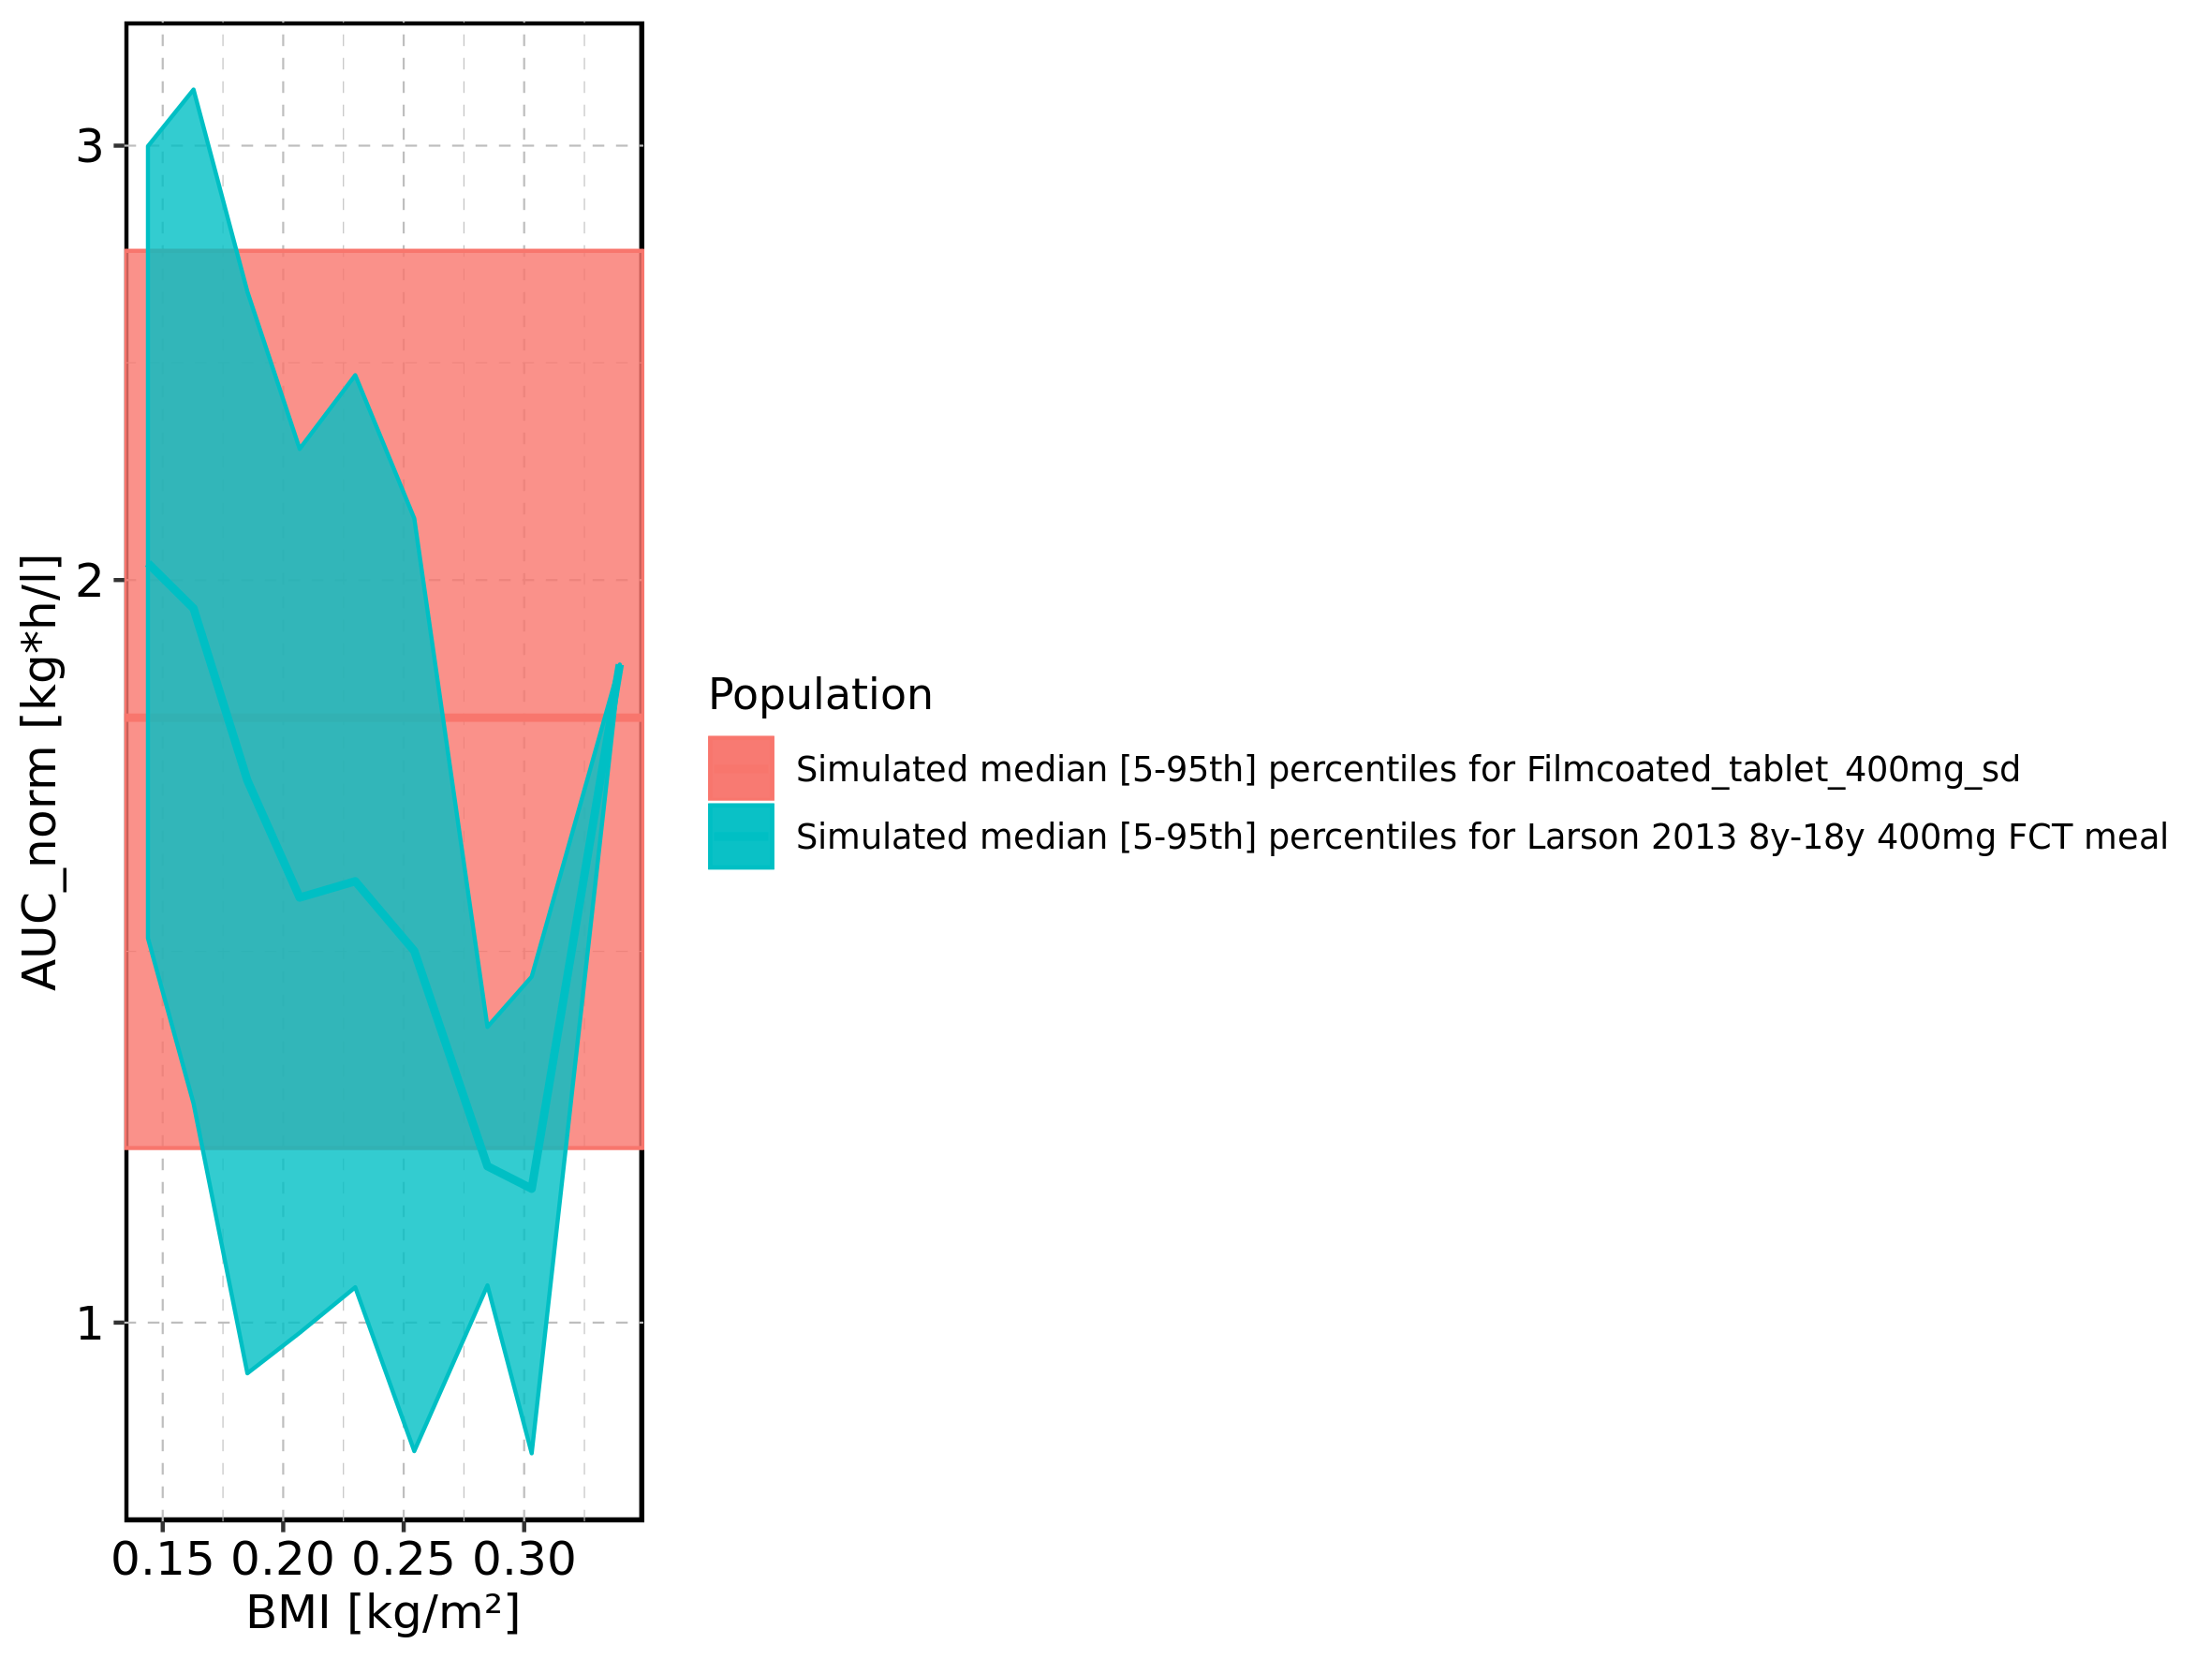 3
2
1
AUC_norm [kg*h/l]
0.15 0.20 0.25 0.30
BMI [kg/m²]
Population
Simulated median [5-95th] percentiles for Filmcoated_tablet_400mg_sd
Simulated median [5-95th] percentiles for Larson 2013 8y-18y 400mg FCT meal